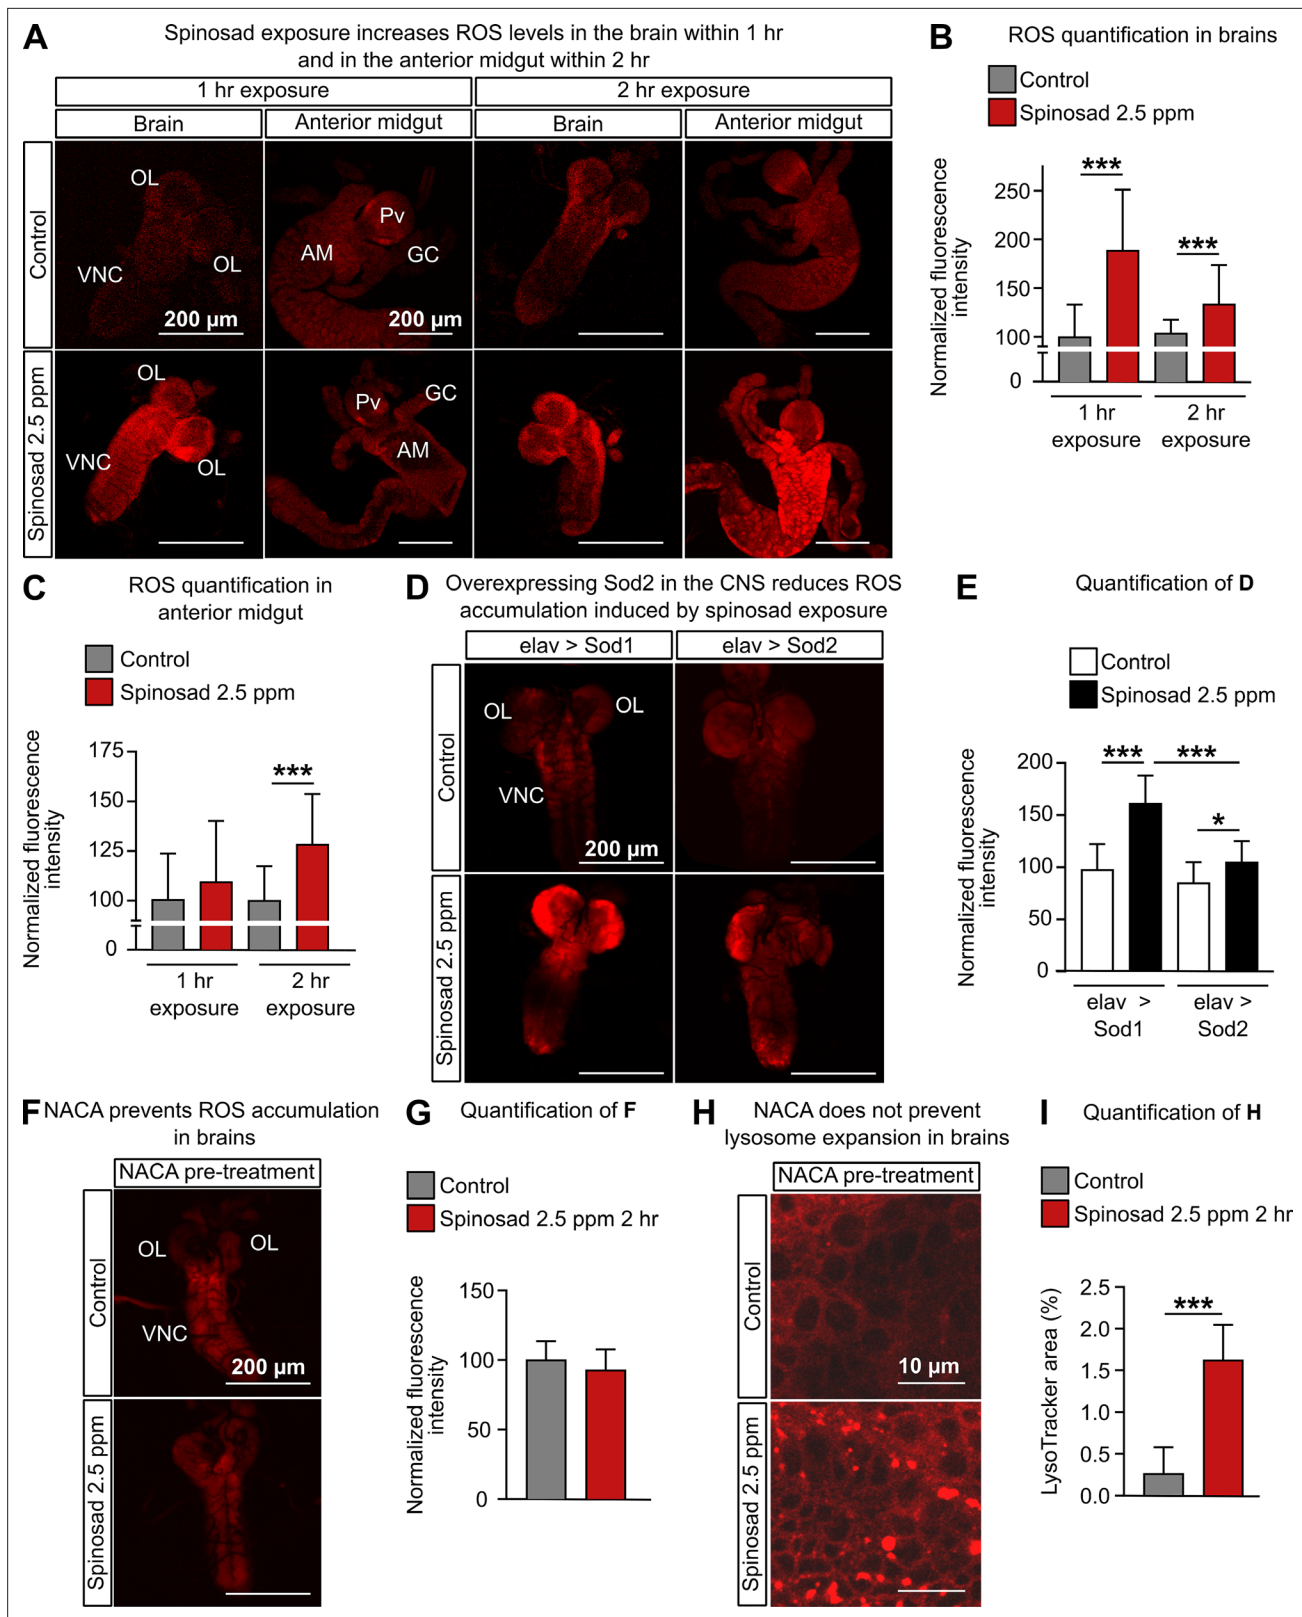 A
Spinosad exposure increases ROS levels in the brain within 1 hr
and in the anterior midgut within 2 hr
1 hr exposure
2 hr exposure
Brain
Anterior midgut
Brain
Anterior midgut
Control
OL
VNC
OL
200 µm
Pv
AM
GC
200 µm
Spinosad 2.5 ppm
OL
VNC
OL
Pv
GC
AM
B
ROS quantification in brains
Control
Spinosad 2.5 ppm
Normalized fluorescence
intensity
250
200
150
100
0
***
***
1 hr
exposure
2 hr
exposure
C
ROS quantification in
anterior midgut
Control
Spinosad 2.5 ppm
Normalized fluorescence
intensity
175
150
125
100
0
***
1 hr
exposure
2 hr
exposure
D
Overexpressing Sod2 in the CNS reduces ROS
accumulation induced by spinosad exposure
elav > Sod1
elav > Sod2
Control
OL
OL
VNC
200 µm
Spinosad 2.5 ppm
E
Quantification of D
Control
Spinosad 2.5 ppm
Normalized fluorescence
intensity
200
150
100
50
0
***
***
*
elav >
Sod1
elav >
Sod2
F
NACA prevents ROS accumulation
in brains
NACA pre-treatment
Control
OL
OL
VNC
200 µm
Spinosad 2.5 ppm
G
Quantification of F
Control
Spinosad 2.5 ppm 2 hr
Normalized fluorescence
intensity
150
100
50
0
H
NACA does not prevent
lysosome expansion in brains
NACA pre-treatment
Control
10 µm
Spinosad 2.5 ppm
I
Quantification of H
Control
Spinosad 2.5 ppm 2 hr
LysoTracker area (%)
2.5
2.0
1.5
1.0
0.5
0.0
***